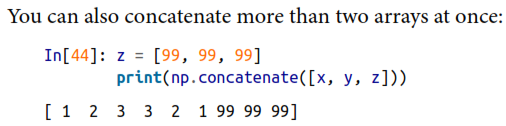 You can also concatenate more than two arrays at once:
In[44]: z = [99, 99, 99]
print(np.concatenate([x, y, z]))
[ 1 2 3 3 2 1 99 99 99]